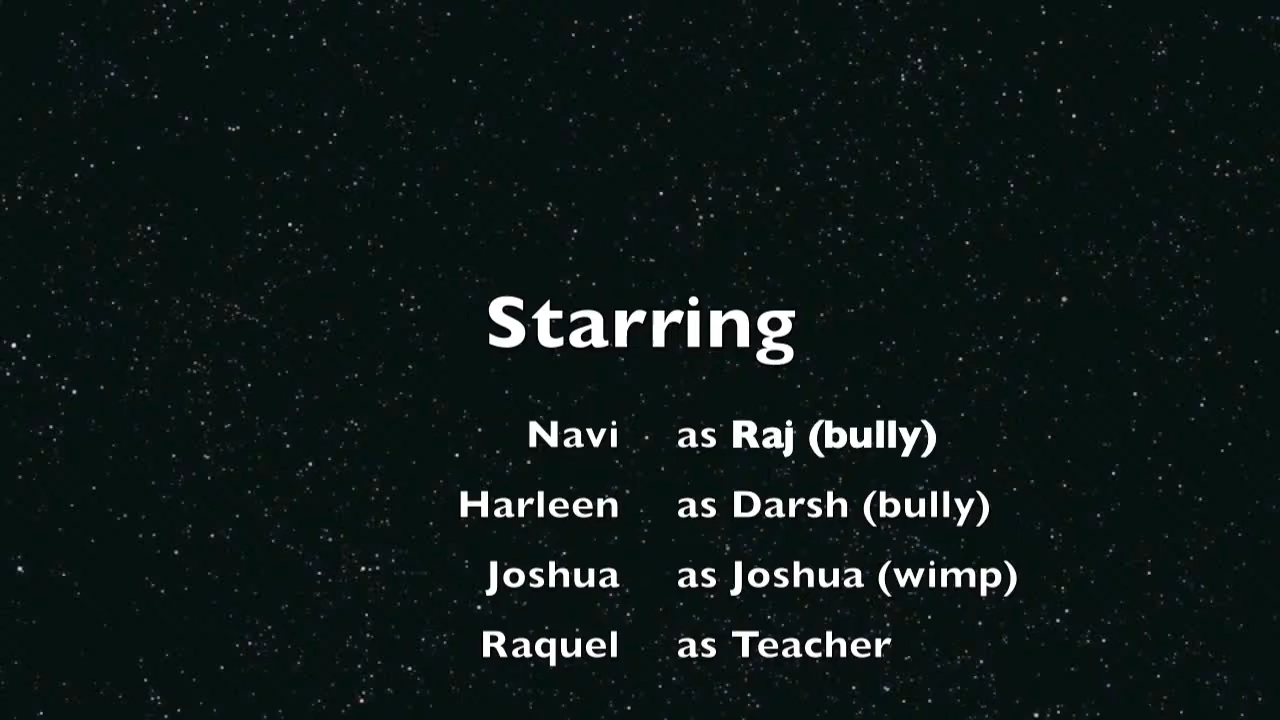 Starring
Navi as Raj (bully)
Harleen as Darsh (bully)
Joshua as Joshua (wimp)
Raquel as Teacher